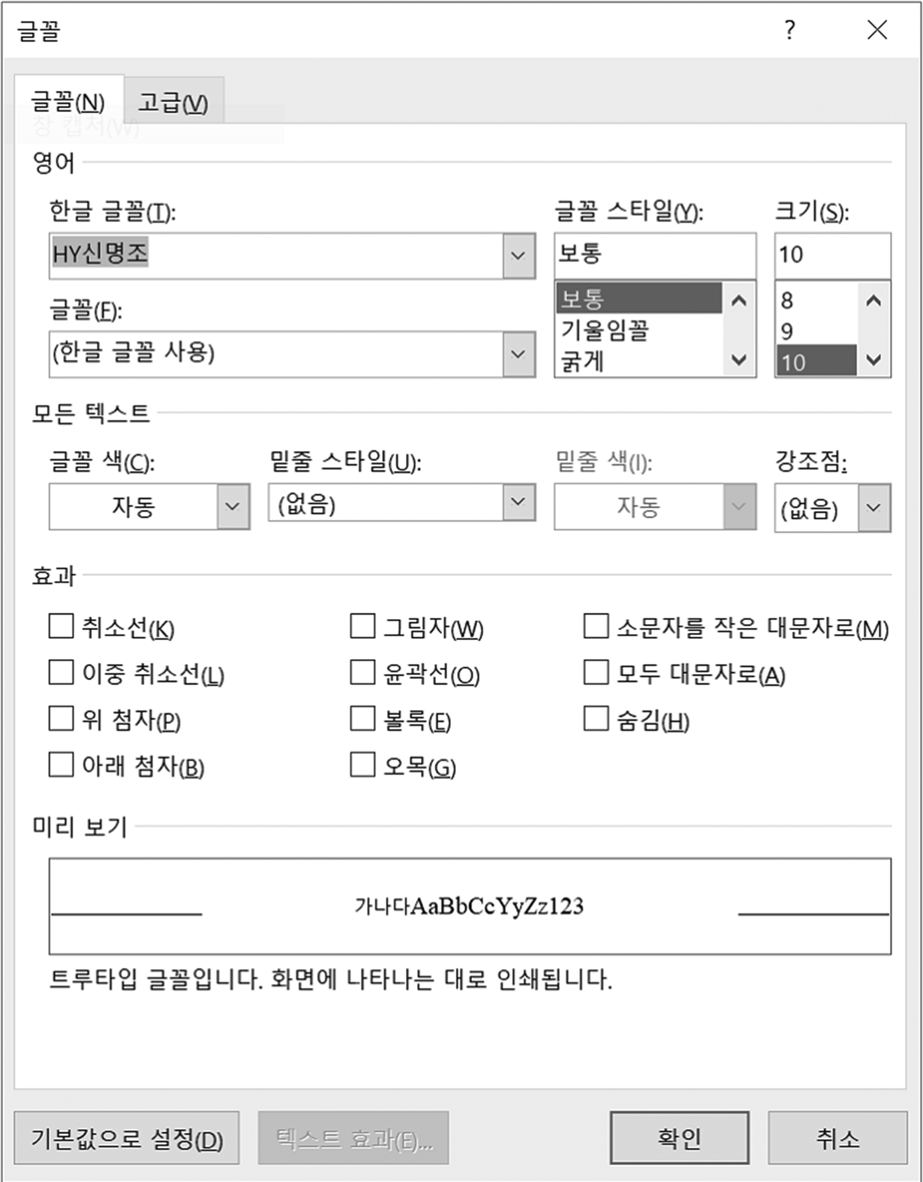 글꼴 ? ×
글꼴(N) 고급(V)
창 캡처(W)
영어
한글 글꼴(T): 글꼴 스타일(Y): 크기(S):
HY신명조 보통 10
보통 8
글꼴(F): 기울임꼴 9
(한글 글꼴 사용) 굵게 10
모든 텍스트
글꼴 색(C): 밑줄 스타일(U): 밑줄 색(I): 강조점:
자동 (없음) 자동 (없음)
효과
취소선(K) 그림자(W) 소문자를 작은 대문자로(M)
이중 취소선(L) 윤곽선(O) 모두 대문자로(A)
위 첨자(P) 볼록(E) 숨김(H)
아래 첨자(B) 오목(G)
미리 보기
가나다AaBbCcYyZz123
트루타입 글꼴입니다. 화면에 나타나는 대로 인쇄됩니다.
기본값으로 설정(D) 텍스트 효과(E)... 확인 취소